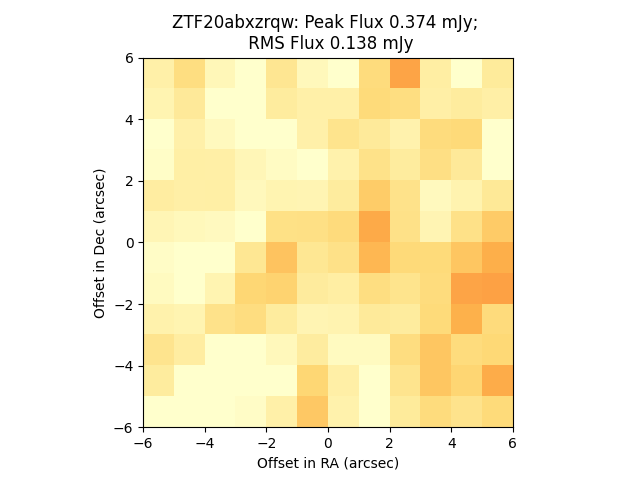 ZTF20abxzrqw: Peak Flux 0.374 mJy;
RMS Flux 0.138 mJy
6
4
2
0
−2
−4
−6
Offset in Dec (arcsec)
−6 −4 −2 0 2 4 6
Offset in RA (arcsec)